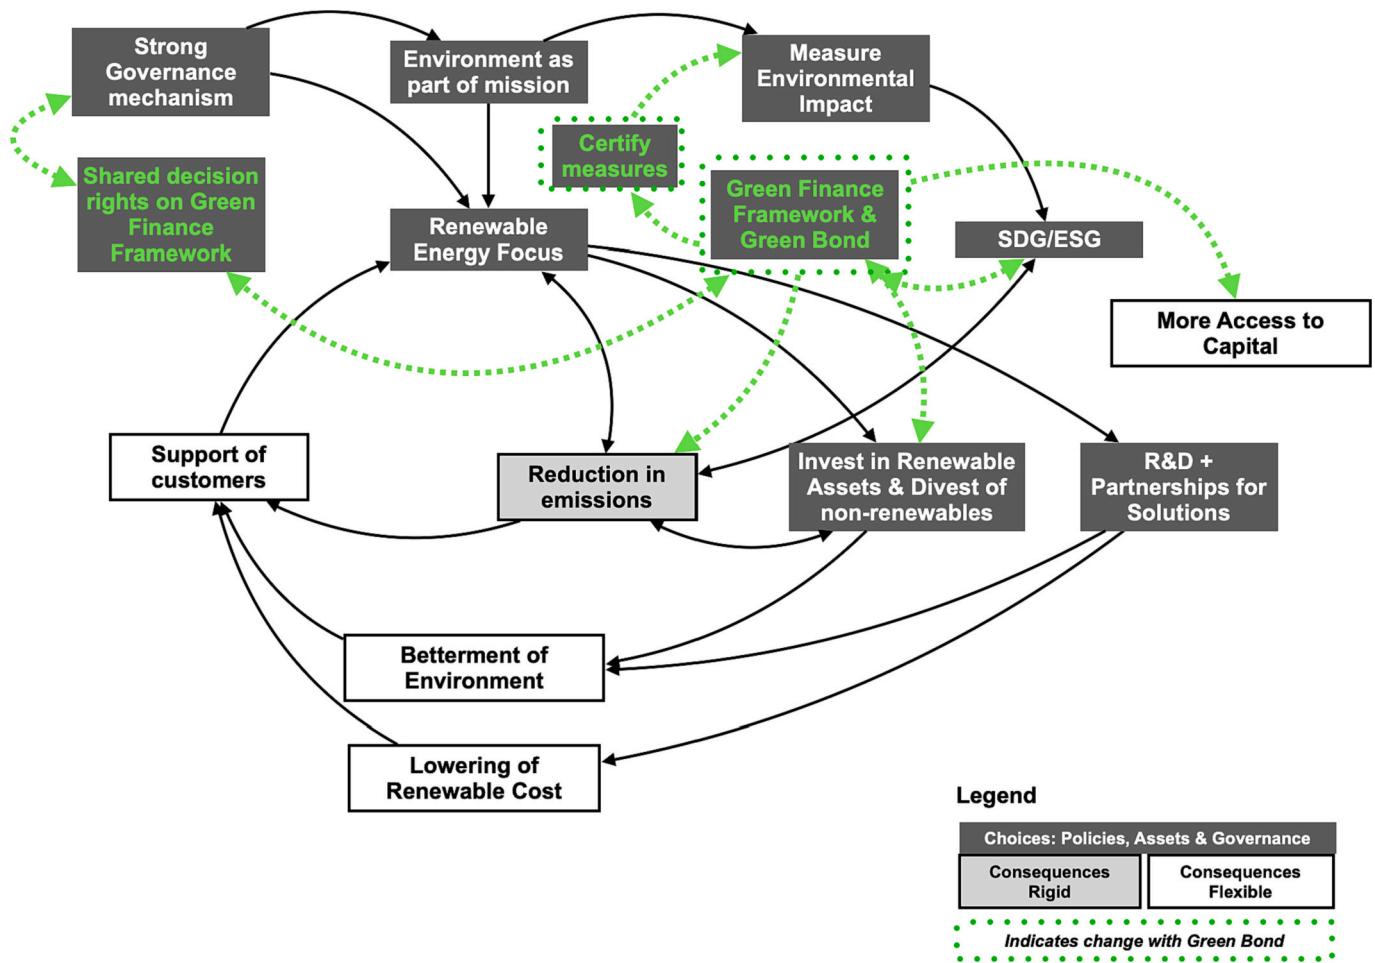 Strong
Governance
mechanism
Environment as
part of mission
Measure
Environmental
Impact
Certify
measures
Shared decision
rights on Green
Finance
Framework
Green Finance
Framework &
Green Bond
Renewable
Energy Focus
SDG/ESG
More Access to
Capital
Support of
customers
Reduction in
emissions
Invest in Renewable
Assets & Divest of
non-renewables
R&D +
Partnerships for
Solutions
Betterment of
Environment
Lowering of
Renewable Cost
Legend
Choices: Policies, Assets & Governance
Consequences
Rigid
Consequences
Flexible
Indicates change with Green Bond